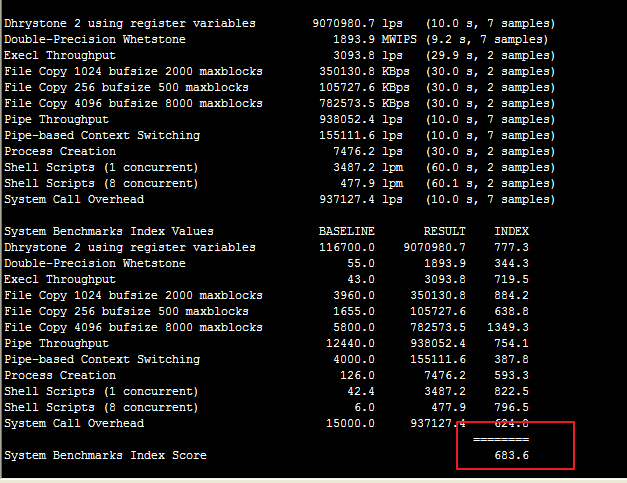 Dhrystone 2 using register variables 9070980.7 lps (10.0 s, 7 samples)
Double-Precision Whetstone 1893.9 MWIPS (9.2 s, 7 samples)
Execl Throughput 3093.8 lps (29.9 s, 2 samples)
File Copy 1024 bufsize 2000 maxblocks 350130.8 KBps (30.0 s, 2 samples)
File Copy 256 bufsize 500 maxblocks 105727.6 KBps (30.0 s, 2 samples)
File Copy 4096 bufsize 8000 maxblocks 782573.5 KBps (30.0 s, 2 samples)
Pipe Throughput 938052.4 lps (10.0 s, 7 samples)
Pipe-based Context Switching 155111.6 lps (10.0 s, 7 samples)
Process Creation 7476.2 lps (30.0 s, 2 samples)
Shell Scripts (1 concurrent) 3487.2 lpm (60.0 s, 2 samples)
Shell Scripts (8 concurrent) 477.9 lpm (60.1 s, 2 samples)
System Call Overhead 937127.4 lps (10.0 s, 7 samples)
System Benchmarks Index Values BASELINE RESULT INDEX
Dhrystone 2 using register variables 116700.0 9070980.7 777.3
Double-Precision Whetstone 55.0 1893.9 344.3
Execl Throughput 43.0 3093.8 719.5
File Copy 1024 bufsize 2000 maxblocks 3960.0 350130.8 884.2
File Copy 256 bufsize 500 maxblocks 1655.0 105727.6 638.8
File Copy 4096 bufsize 8000 maxblocks 5800.0 782573.5 1349.3
Pipe Throughput 12440.0 938052.4 754.1
Pipe-based Context Switching 4000.0 155111.6 387.8
Process Creation 126.0 7476.2 593.3
Shell Scripts (1 concurrent) 42.4 3487.2 822.5
Shell Scripts (8 concurrent) 6.0 477.9 796.5
System Call Overhead 15000.0 937127.4 624.8
========
System Benchmarks Index Score 683.6